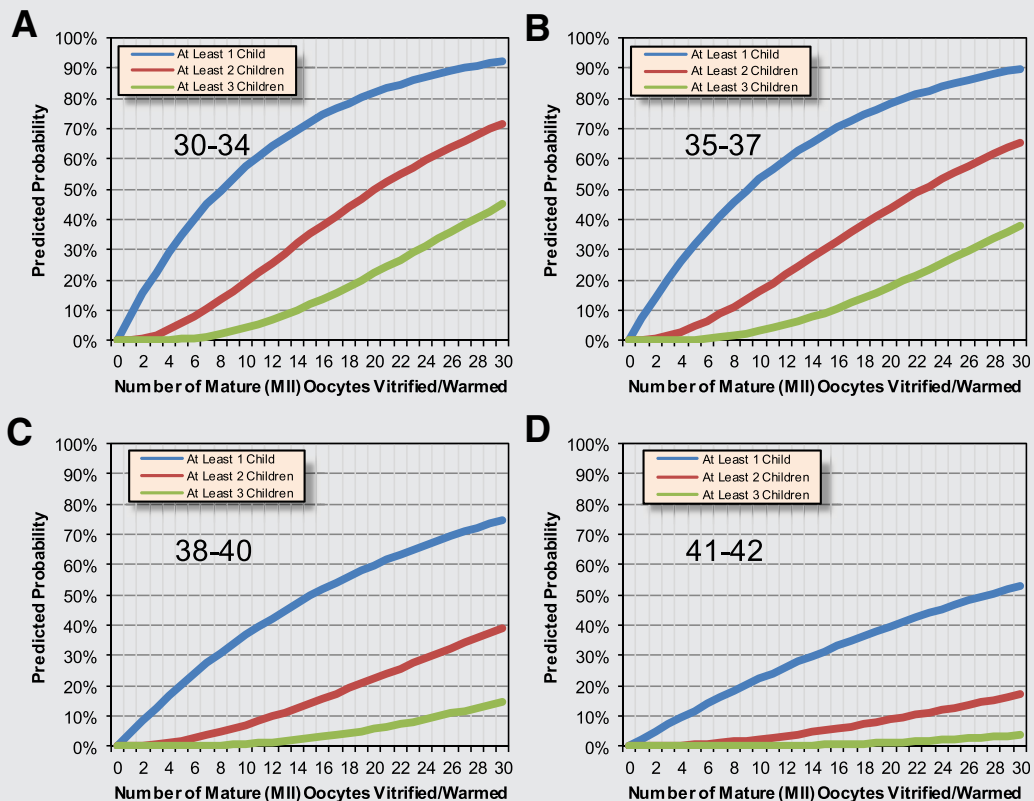 A
100%
90%
80%
70%
60%
50%
40%
30%
20%
10%
0%
Predicted Probability
At Least 1 Child
At Least 2 Children
At Least 3 Children
30-34
0 2 4 6 8 10 12 14 16 18 20 22 24 26 28 30
Number of Mature (MII) Oocytes Vitrified/Warmed
B
100%
90%
80%
70%
60%
50%
40%
30%
20%
10%
0%
Predicted Probability
At Least 1 Child
At Least 2 Children
At Least 3 Children
35-37
0 2 4 6 8 10 12 14 16 18 20 22 24 26 28 30
Number of Mature (MII) Oocytes Vitrified/Warmed
C
100%
90%
80%
70%
60%
50%
40%
30%
20%
10%
0%
Predicted Probability
At Least 1 Child
At Least 2 Children
At Least 3 Children
38-40
0 2 4 6 8 10 12 14 16 18 20 22 24 26 28 30
Number of Mature (MII) Oocytes Vitrified/Warmed
D
100%
90%
80%
70%
60%
50%
40%
30%
20%
10%
0%
Predicted Probability
At Least 1 Child
At Least 2 Children
At Least 3 Children
41-42
0 2 4 6 8 10 12 14 16 18 20 22 24 26 28 30
Number of Mature (MII) Oocytes Vitrified/Warmed